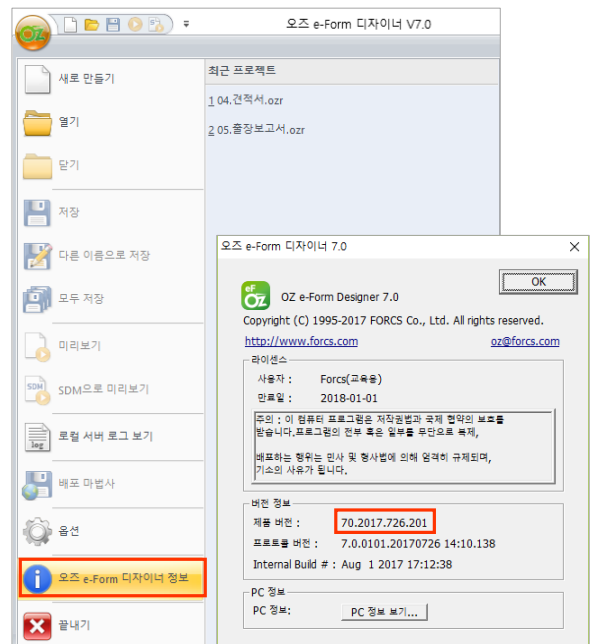 오즈 e-Form 디자이너 V7.0
새로 만들기
열기
닫기
저장
다른 이름으로 저장
모두 저장
미리보기
SDM으로 미리보기
로컬 서버 로그 보기
배포 마법사
옵션
오즈 e-Form 디자이너 정보
끝내기
최근 프로젝트
1 04.견적서.ozr
2 05.출장보고서.ozr
오즈 e-Form 디자이너 7.0
OK
OZ e-Form Designer 7.0
Copyright (C) 1995-2017 FORCS Co., Ltd. All rights reserved.
http://www.forcs.com oz@forcs.com
라이센스
사용자 : Forcs(교육용)
만료일 : 2018-01-01
주의 : 이 컴퓨터 프로그램은 저작권법과 국제 협약의 보호를
받습니다.프로그램의 전부 혹은 일부를 무단으로 복제,
배포하는 행위는 민사 및 형사법에 의해 엄격히 규제되며,
기소의 사유가 됩니다.
버전 정보
제품 버전 : 70.2017.726.201
프로토콜 버전 : 7.0.0101.20170726 14:10.138
Internal Build # : Aug 1 2017 17:12:38
PC 정보
PC 정보: PC 정보 보기...
OZ
SDM
log
eF
OZ